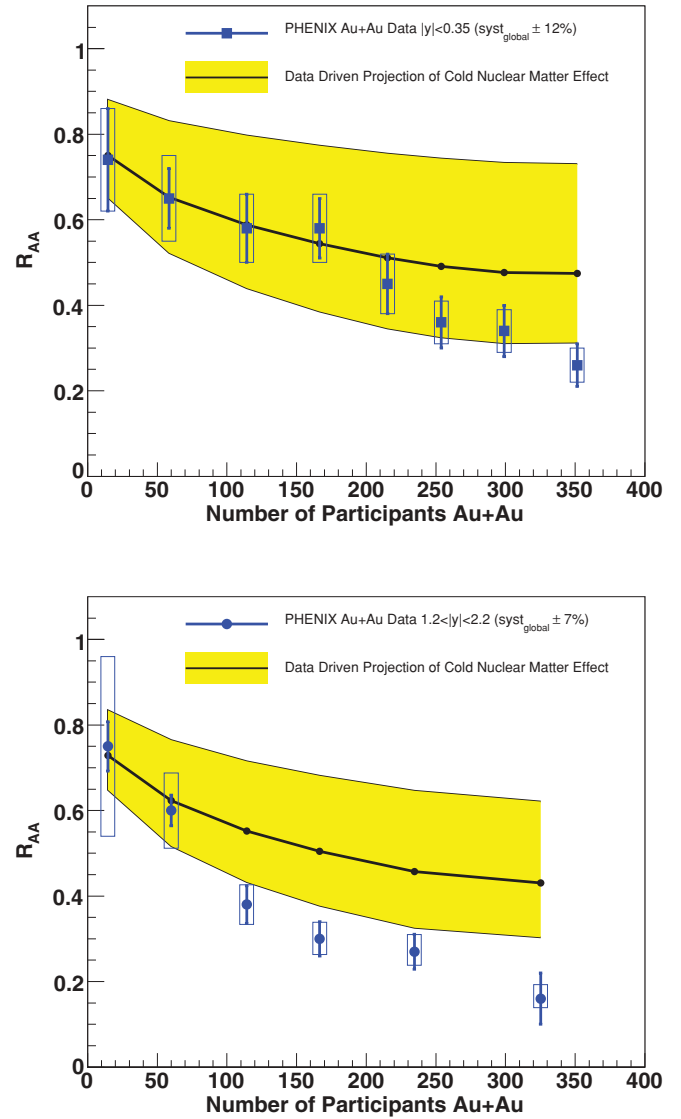 PHENIX Au+Au Data |y|<0.35 (syst_global ± 12%)
Data Driven Projection of Cold Nuclear Matter Effect
1
0.8
0.6
0.4
0.2
0
R_AA
0 50 100 150 200 250 300 350 400
Number of Participants Au+Au
PHENIX Au+Au Data 1.2<|y|<2.2 (syst_global ± 7%)
Data Driven Projection of Cold Nuclear Matter Effect
1
0.8
0.6
0.4
0.2
0
R_AA
0 50 100 150 200 250 300 350 400
Number of Participants Au+Au